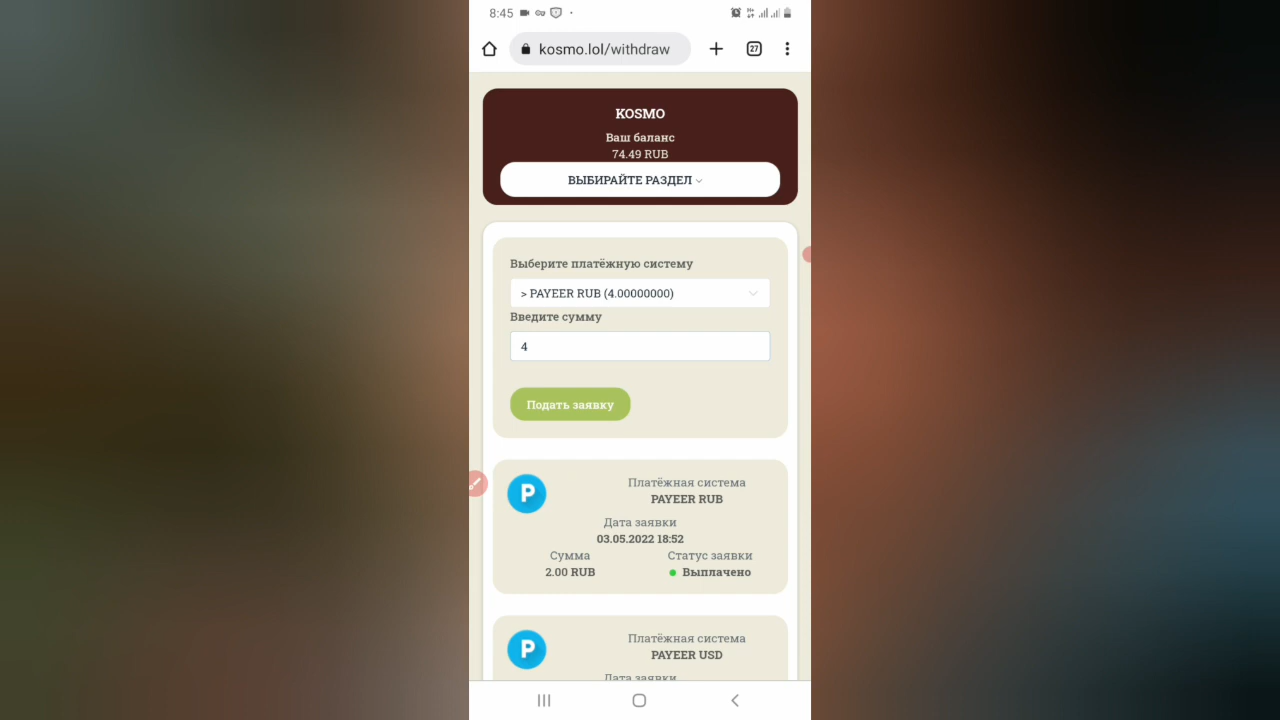 8:45
27
kosmo.lol/withdraw
KOSMO
Ваш баланс
74.49 RUB
ВЫБИРАЙТЕ РАЗДЕЛ
Выберите платёжную систему
> PAYEER RUB (4.00000000)
Введите сумму
4
Подать заявку
P
Платёжная система
PAYEER RUB
Дата заявки
03.05.2022 18:52
Сумма
Статус заявки
2.00 RUB
Выплачено
P
Платёжная система
PAYEER USD
Дата заявки